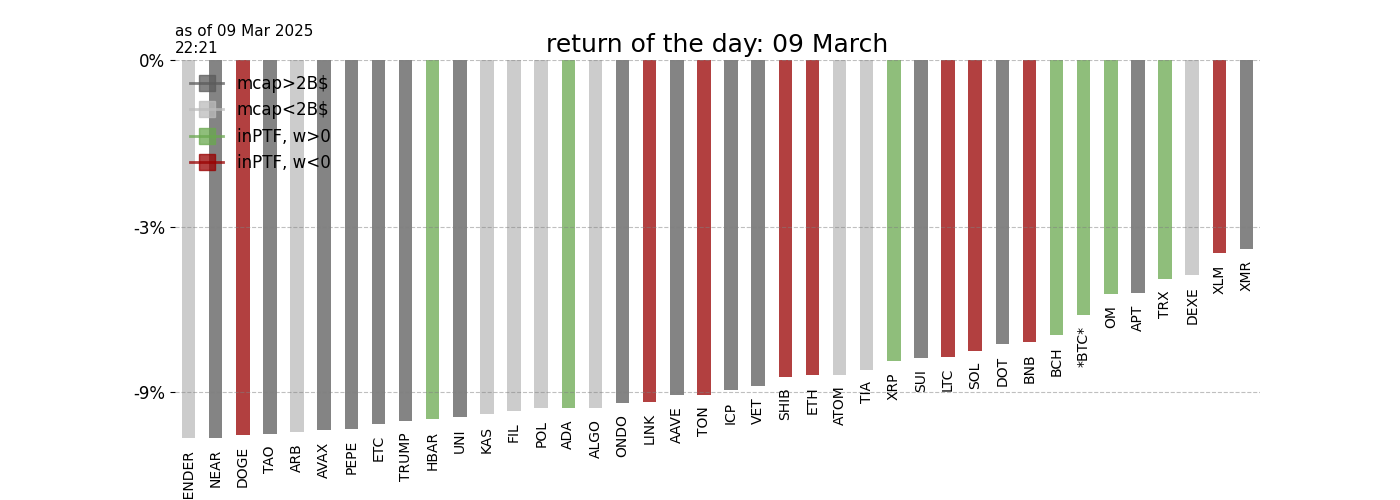 as of 09 Mar 2025
22:21
return of the day: 09 March
0%
-3%
-9%
mcap>2B$
mcap<2B$
inPTF, w>0
inPTF, w<0
ENDER
NEAR
DOGE
TAO
ARB
AVAX
PEPE
ETC
TRUMP
HBAR
UNI
KAS
FIL
POL
ADA
ALGO
ONDO
LINK
AAVE
TON
ICP
VET
SHIB
ETH
ATOM
TIA
XRP
SUI
LTC
SOL
DOT
BNB
BCH
*BTC*
OM
APT
TRX
DEXE
XLM
XMR